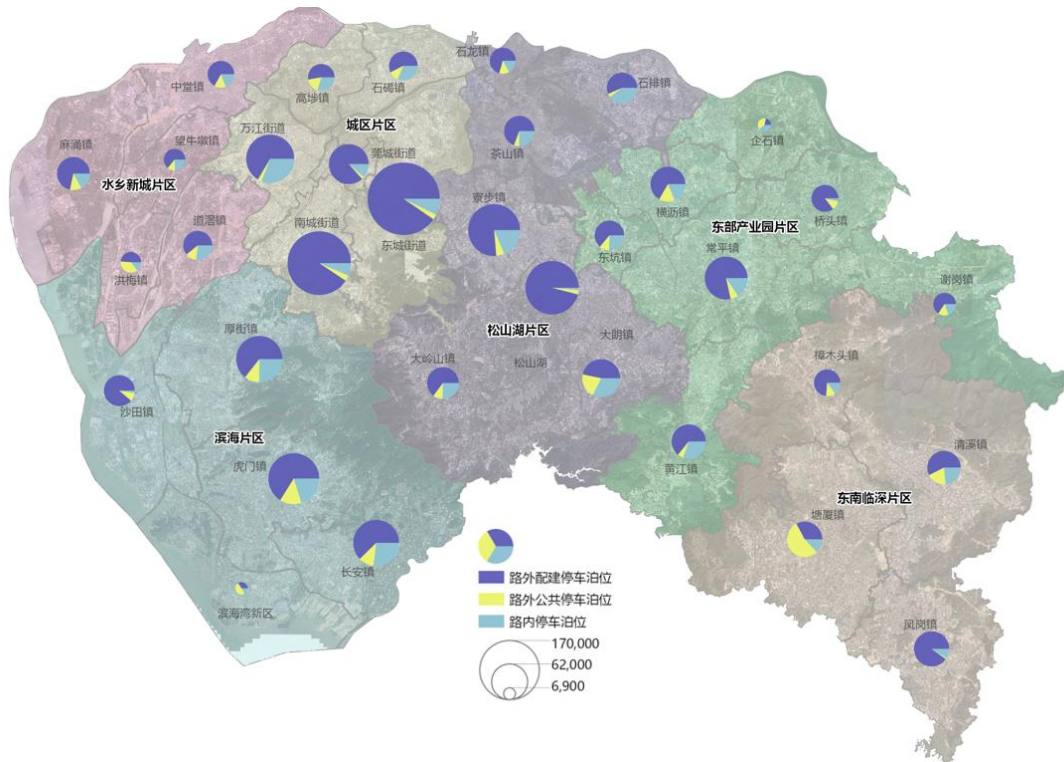 石龙镇
石排镇
中堂镇
高埗镇
石碣镇
万江街道
城区片区
企石镇
麻涌镇
望牛墩镇
莞城街道
茶山镇
水乡新城片区
横沥镇
桥头镇
道滘镇
南城街道
东城街道
寮步镇
东坑镇
东部产业园片区
常平镇
洪梅镇
谢岗镇
厚街镇
松山湖片区
大岭山镇
松山湖
大朗镇
樟木头镇
沙田镇
滨海片区
黄江镇
清溪镇
虎门镇
东南临深片区
塘厦镇
长安镇
滨海湾新区
凤岗镇
路外配建停车泊位
路外公共停车泊位
路内停车泊位
170,000
62,000
6,900